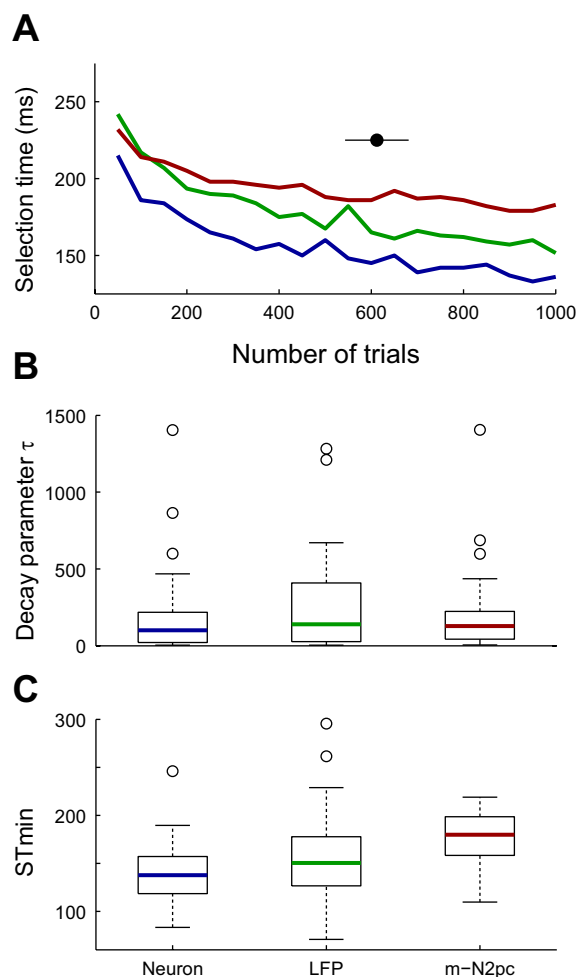 A
Selection time (ms)
250
200
150
0
200
400
600
800
1000
Number of trials
B
Decay parameter τ
1500
1000
500
0
C
STmin
300
200
100
Neuron
LFP
m−N2pc